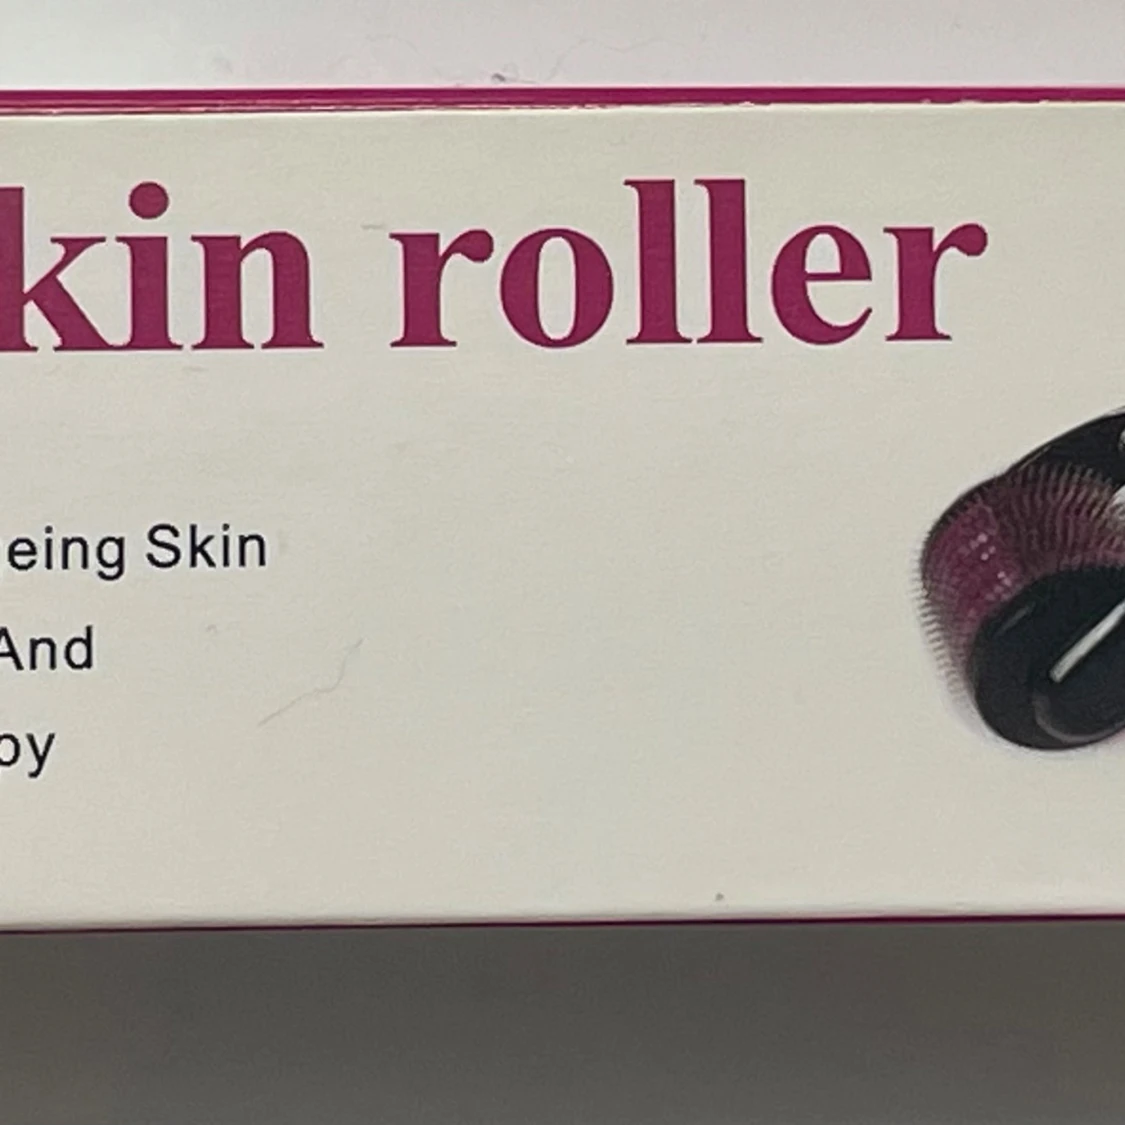 kin roller
eing Skin
And
py